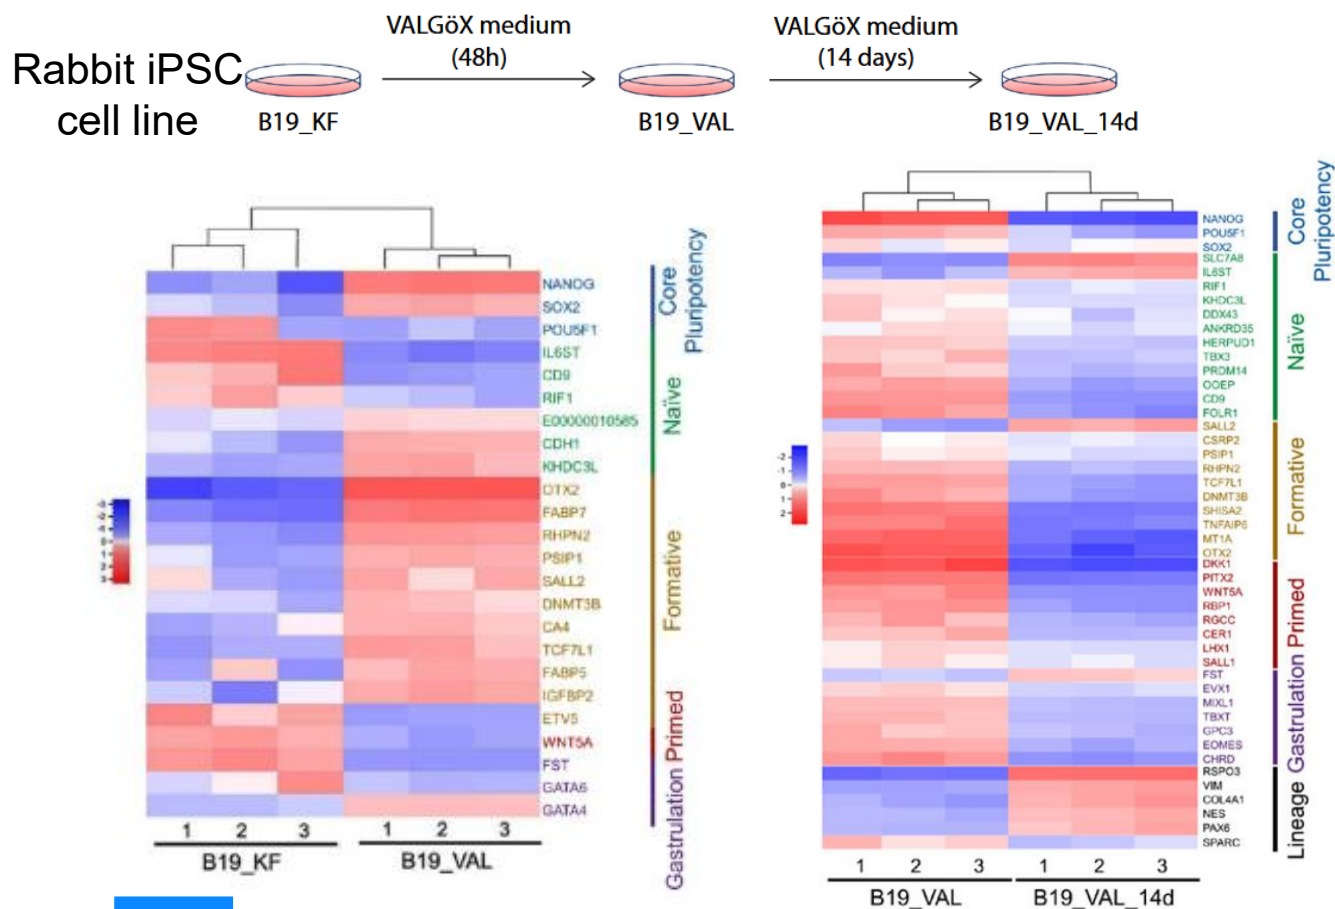 VALGöX medium
(48h)
VALGöX medium
(14 days)
Rabbit iPSC
cell line
B19_KF
B19_VAL
B19_VAL_14d
NANOG
SOX2
POU5F1
IL6ST
CD9
RIF1
E00000010585
CDH1
KHDC3L
OTX2
FABP7
RHPN2
PSIP1
SALL2
DNMT3B
CA4
TCF7L1
FABP5
IGFBP2
ETV5
WNT5A
FST
GATA6
GATA4
Core
Pluripotency
Naïve
Formative
Primed
Gastrulation
1 2 3 1 2 3
B19_KF
B19_VAL
NANOG
POU5F1
SOX2
SLC7A8
IL6ST
RIF1
KHDC3L
DDX43
ANKRD35
HERPUD1
TBX3
PRDM14
OOEP
CD9
FOLR1
SALL2
CSRP2
PSIP1
RHPN2
TCF7L1
DNMT3B
SHISA2
TNFAIP6
MT1A
OTX2
DKK1
PITX2
WNT5A
RBP1
RGCC
CER1
LHX1
SALL1
FST
EVX1
MIXL1
TBXT
GPC3
EOMES
CHRD
RSPO3
VIM
COL4A1
NES
PAX6
SPARC
Core
Pluripotency
Naïve
Formative
Primed
Gastrulation
Lineage
-2
-1
0
1
2
1 2 3 1 2 3
B19_VAL
B19_VAL_14d